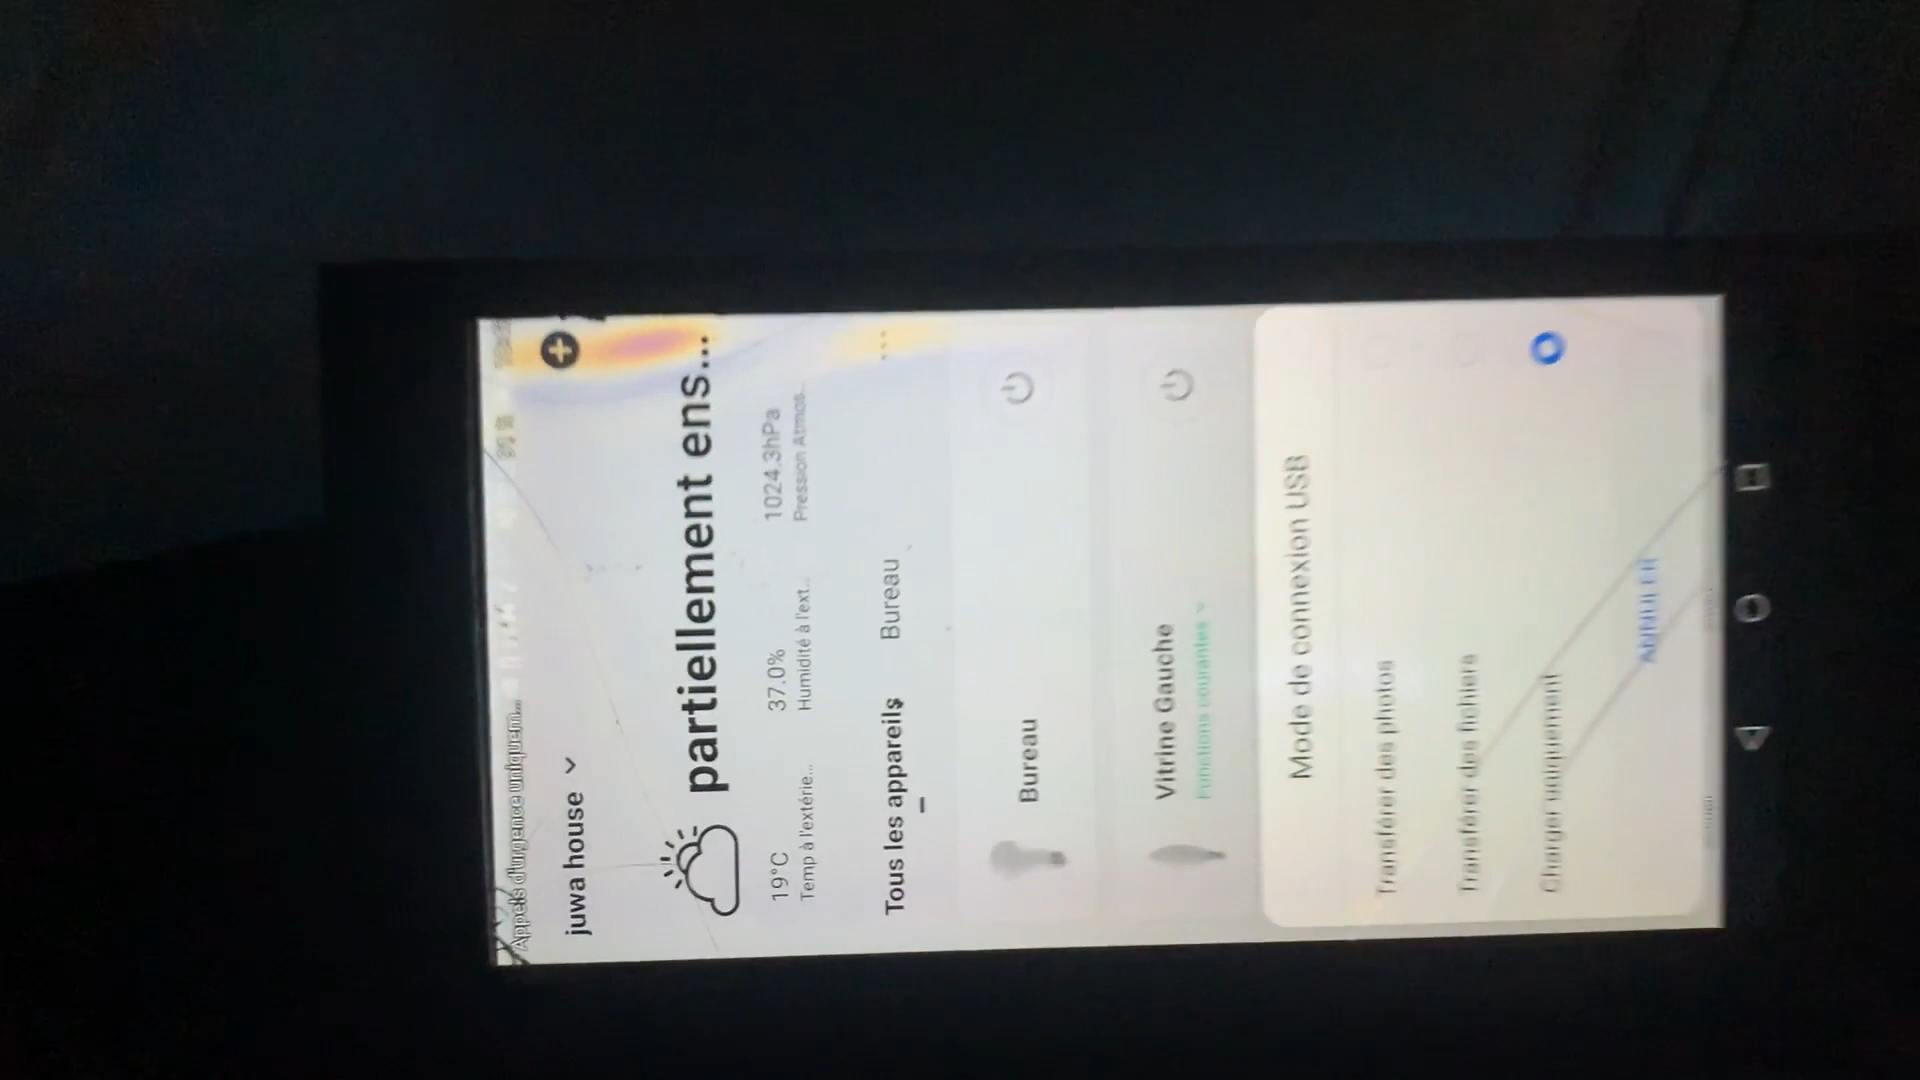 Appels d'urgence uniquem...
juwa house
partiellement ens...
19°C 37.0% 1024.3hPa
Temp à l'extérie... Humidité à l'ext... Pression Atmos...
Tous les appareils Bureau ...
Bureau
Vitrine Gauche
Fonctions courantes
Mode de connexion USB
Transférer des photos
Transférer des fichiers
Charger uniquement
ANNULER